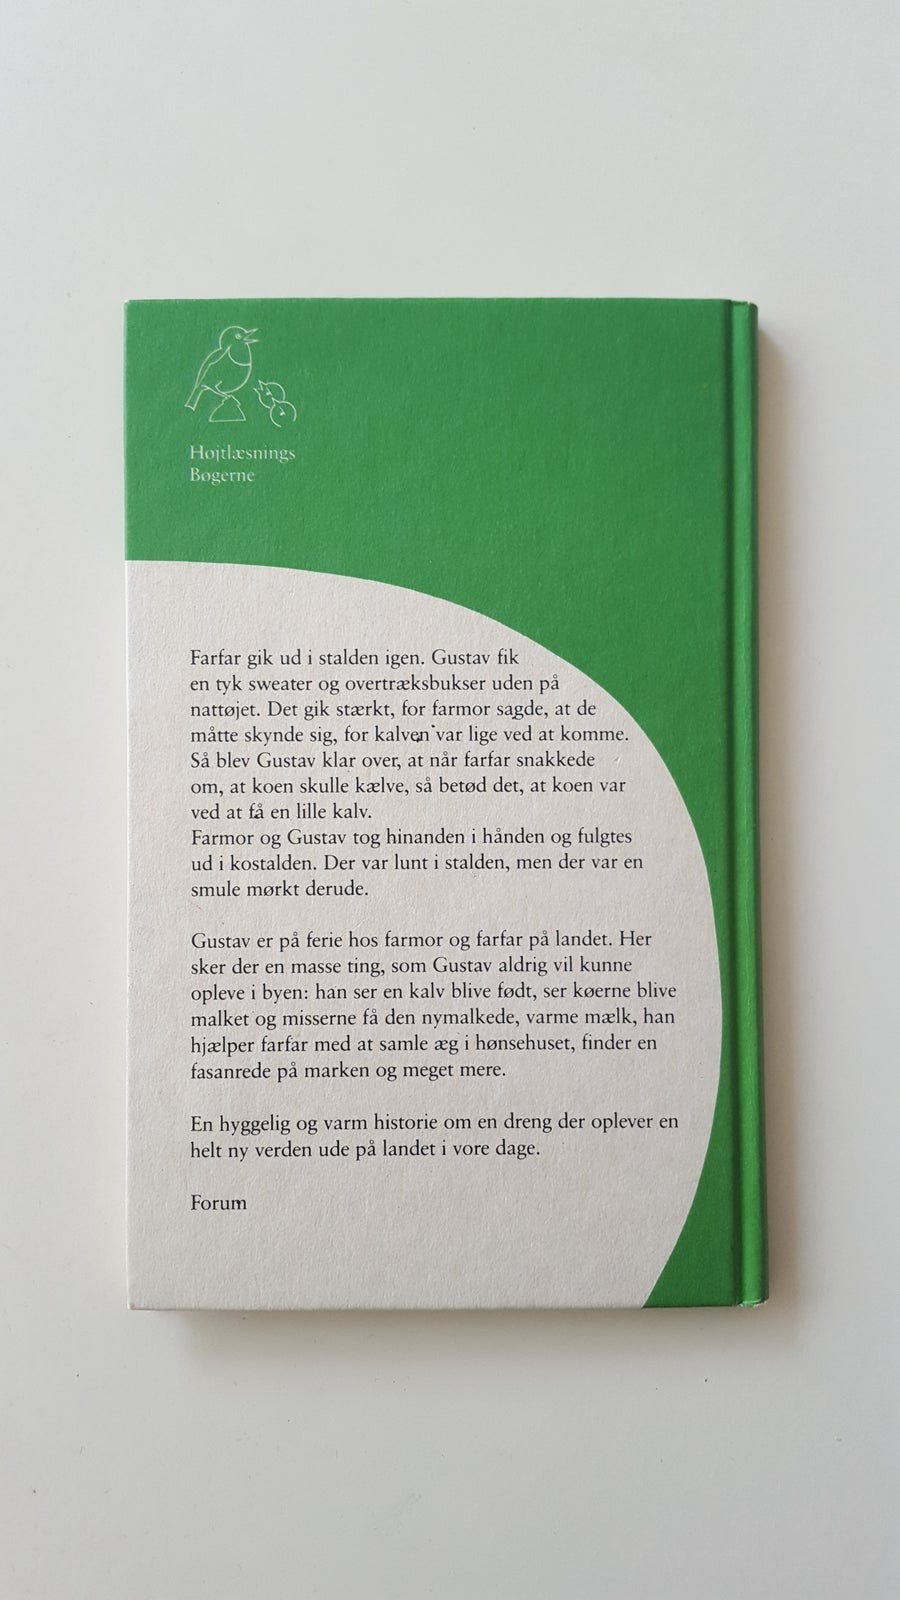 Højtlæsnings
Bøgerne
Farfar gik ud i stalden igen. Gustav fik
en tyk sweater og overtræksbukser uden på
nattøjet. Det gik stærkt, for farmor sagde, at de
måtte skynde sig, for kalven var lige ved at komme.
Så blev Gustav klar over, at når farfar snakkede
om, at koen skulle kælve, så betød det, at koen var
ved at få en lille kalv.
Farmor og Gustav tog hinanden i hånden og fulgtes
ud i kostalden. Der var lunt i stalden, men der var en
smule mørkt derude.
Gustav er på ferie hos farmor og farfar på landet. Her
sker der en masse ting, som Gustav aldrig vil kunne
opleve i byen: han ser en kalv blive født, ser køerne blive
malket og misserne få den nymalkede, varme mælk, han
hjælper farfar med at samle æg i hønsehuset, finder en
fasanrede på marken og meget mere.
En hyggelig og varm historie om en dreng der oplever en
helt ny verden ude på landet i vore dage.
Forum